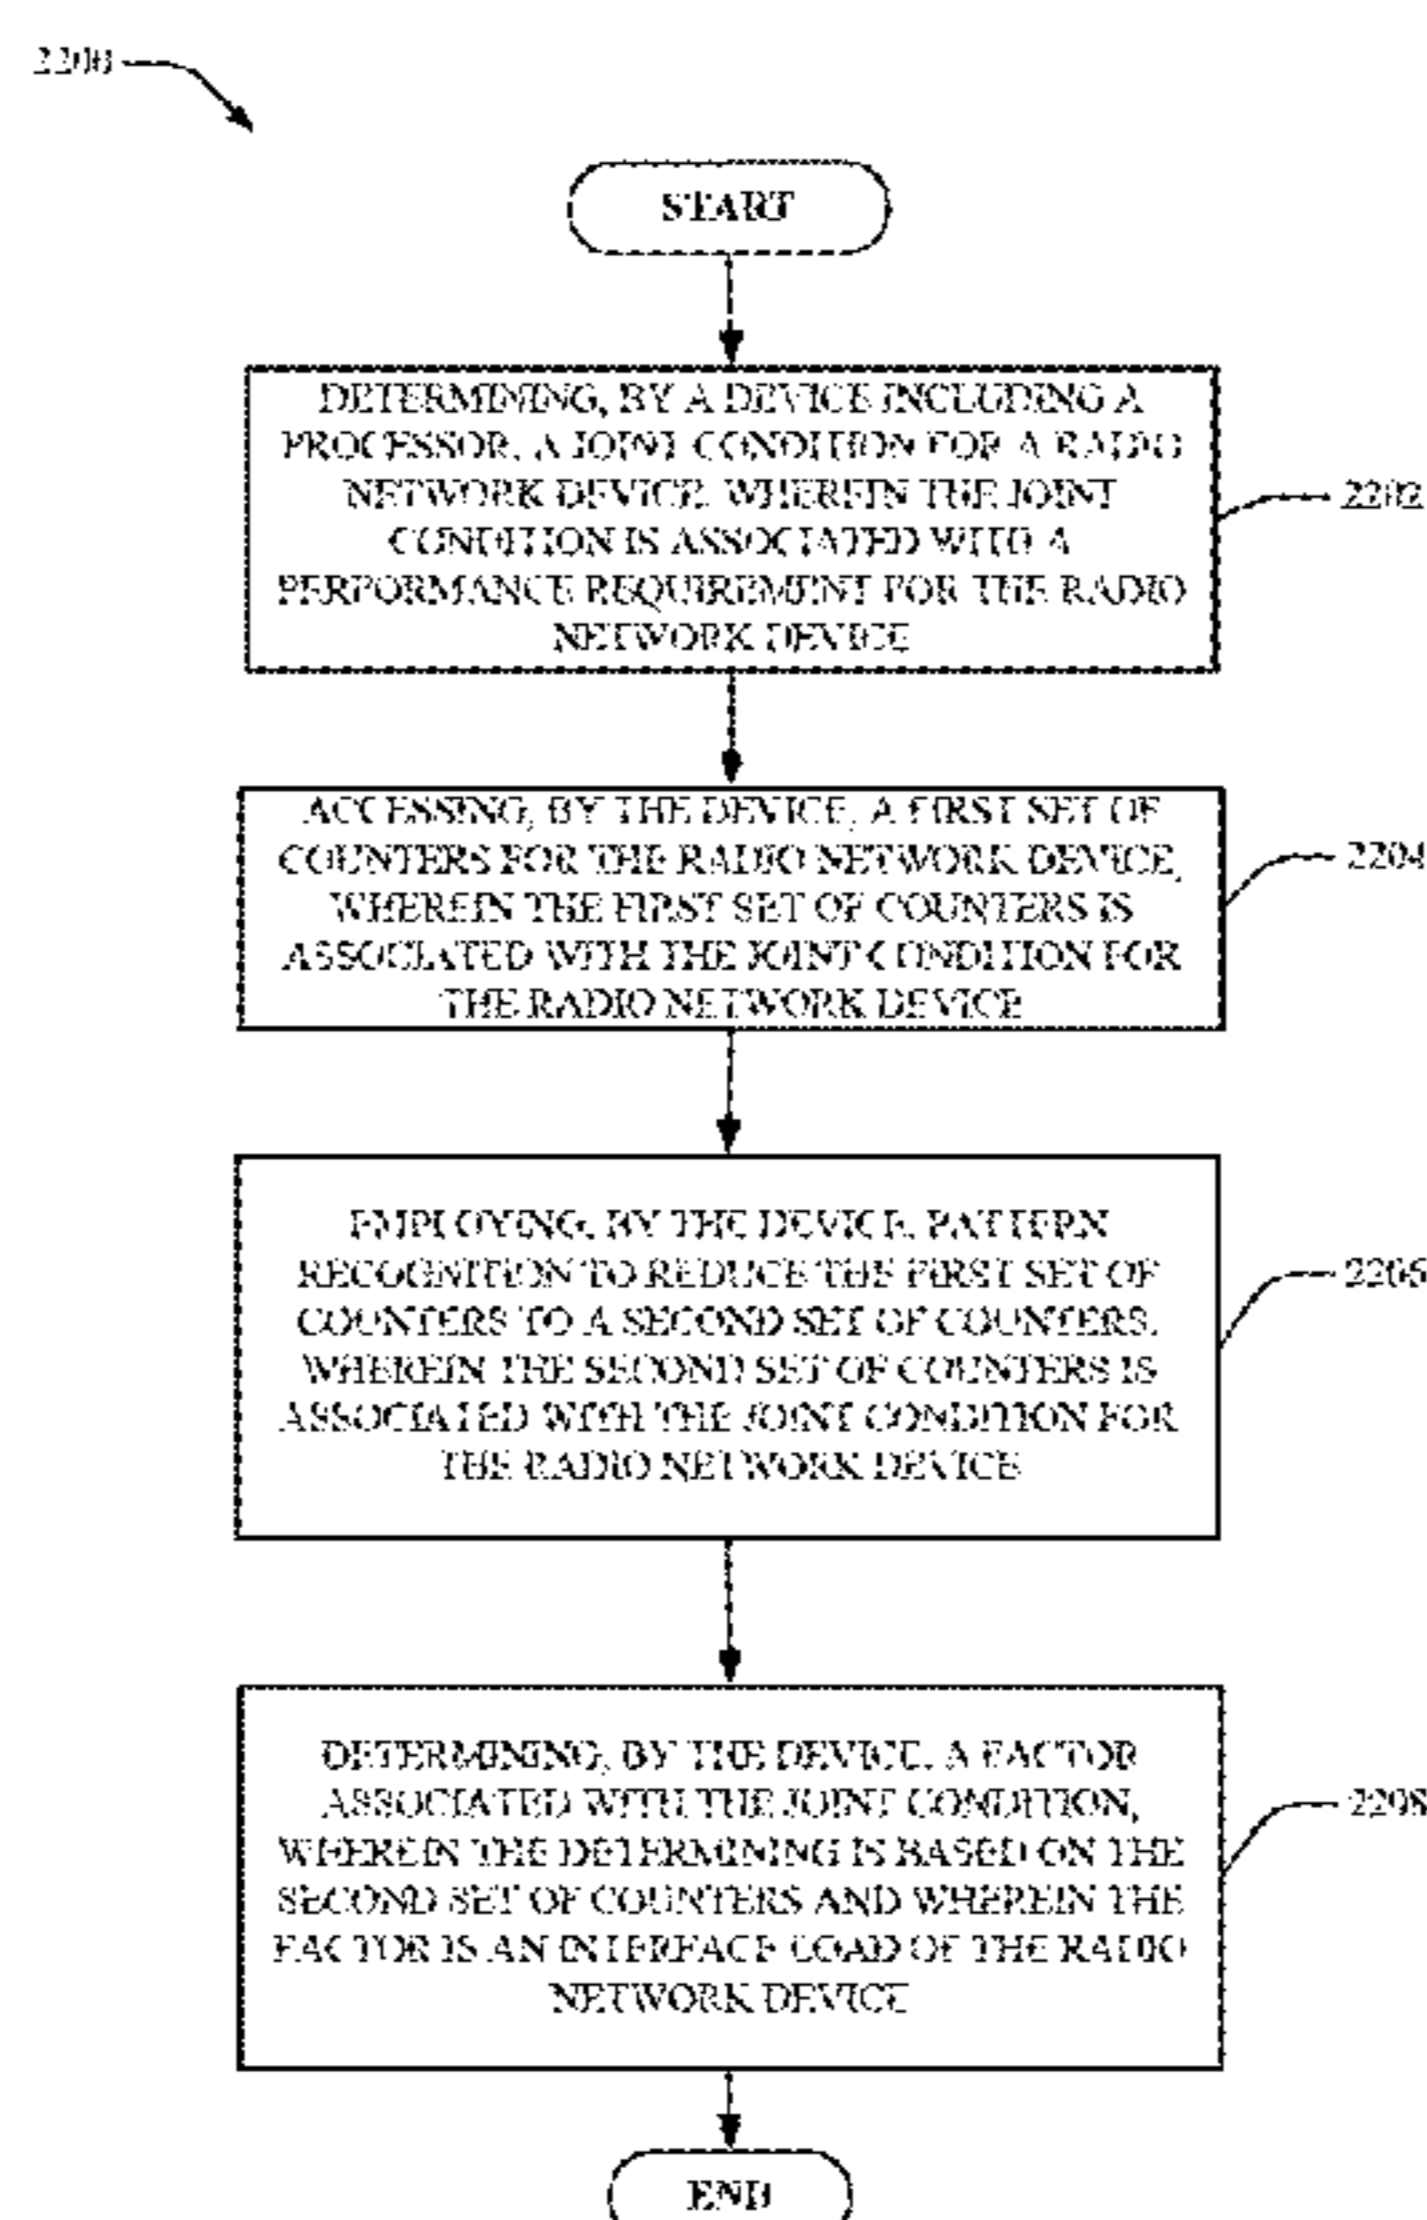 2200
START
DETERMINING, BY A DEVICE INCLUDING A
PROCESSOR, A JOINT CONDITION FOR A RADIO
NETWORK DEVICE, WHEREIN THE JOINT
CONDITION IS ASSOCIATED WITH A
PERFORMANCE REQUIREMENT FOR THE RADIO
NETWORK DEVICE
2202
ACCESSING, BY THE DEVICE, A FIRST SET OF
COUNTERS FOR THE RADIO NETWORK DEVICE,
WHEREIN THE FIRST SET OF COUNTERS IS
ASSOCIATED WITH THE JOINT CONDITION FOR
THE RADIO NETWORK DEVICE
2204
EMPLOYING, BY THE DEVICE, PATTERN
RECOGNITION TO REDUCE THE FIRST SET OF
COUNTERS TO A SECOND SET OF COUNTERS,
WHEREIN THE SECOND SET OF COUNTERS IS
ASSOCIATED WITH THE JOINT CONDITION FOR
THE RADIO NETWORK DEVICE
2206
DETERMINING, BY THE DEVICE, A FACTOR
ASSOCIATED WITH THE JOINT CONDITION,
WHEREIN THE DETERMINING IS BASED ON THE
SECOND SET OF COUNTERS AND WHEREIN THE
FACTOR IS AN INTERFACE LOAD OF THE RADIO
NETWORK DEVICE
2208
END